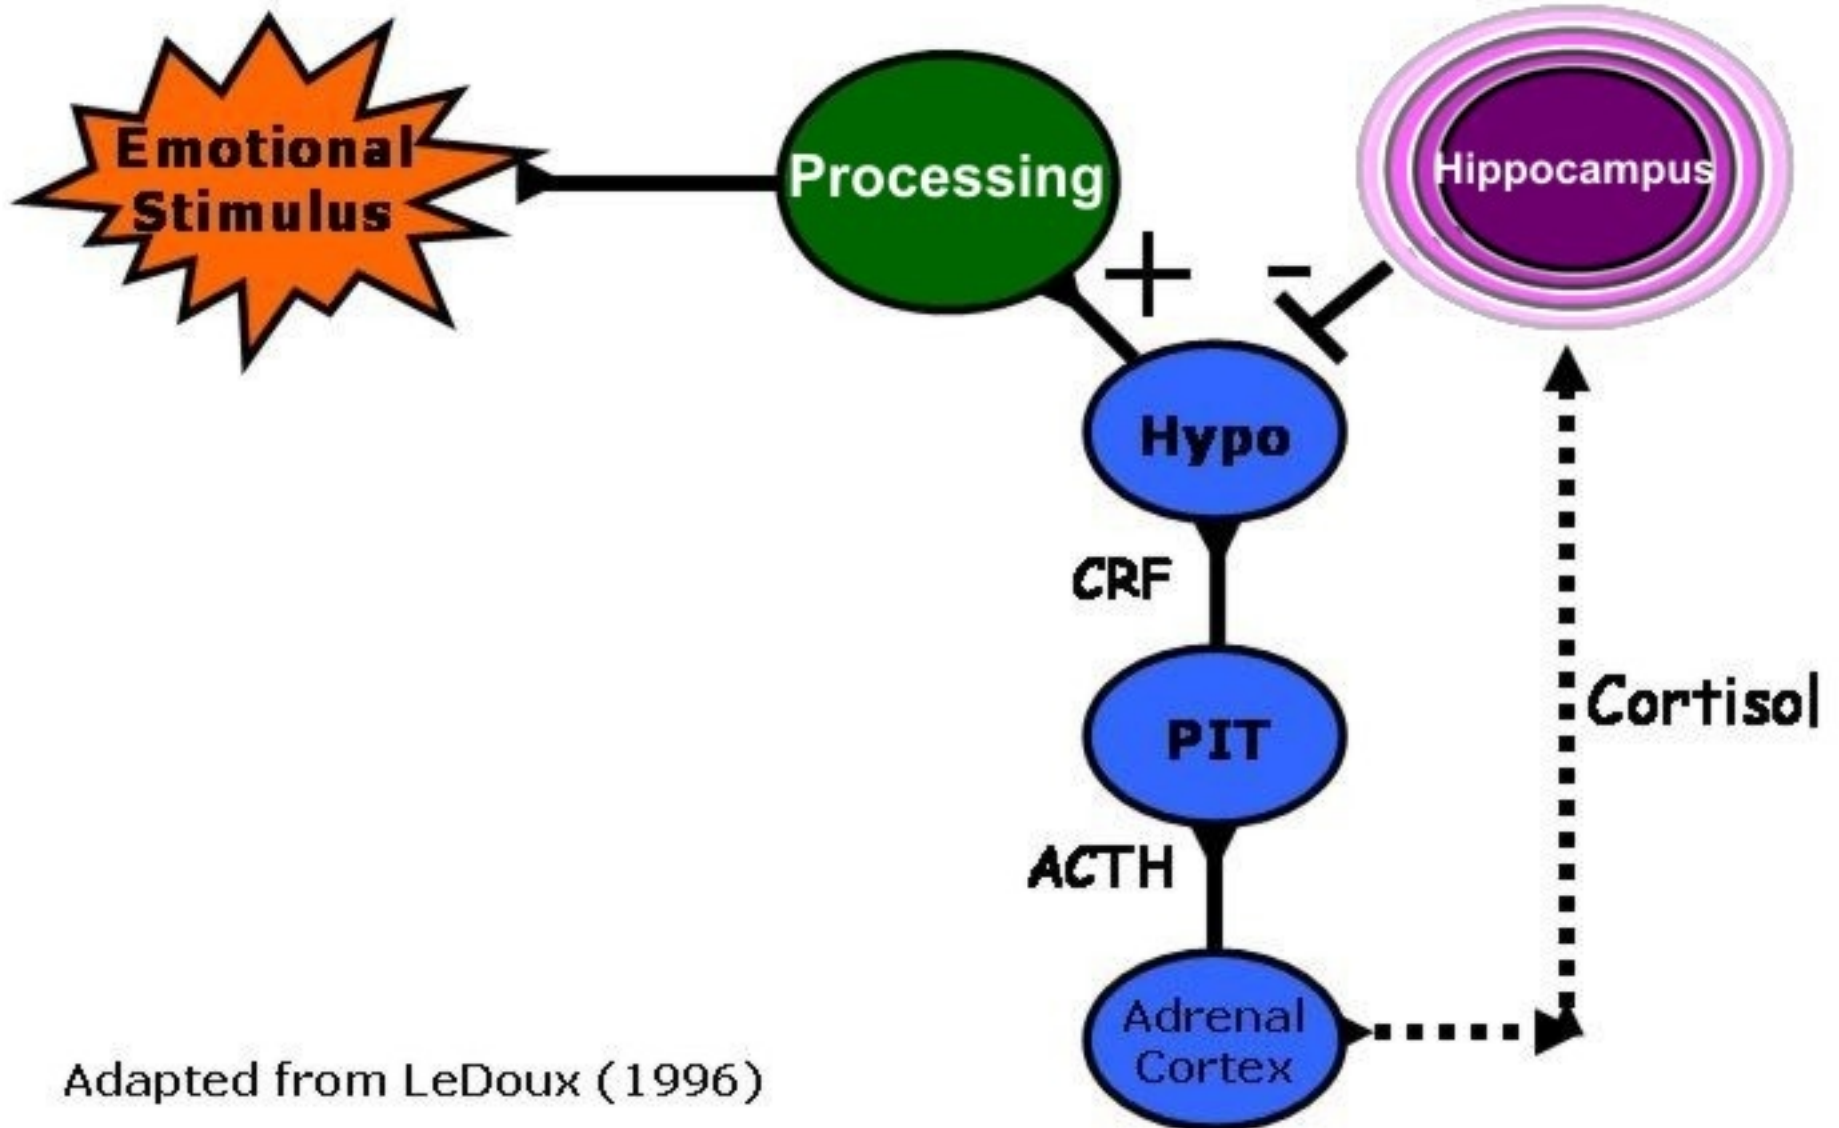 Emotional
Stimulus
Processing
Hippocampus
+
-
Hypo
CRF
PIT
Cortisol
ACTH
Adrenal
Cortex
Adapted from LeDoux (1996)